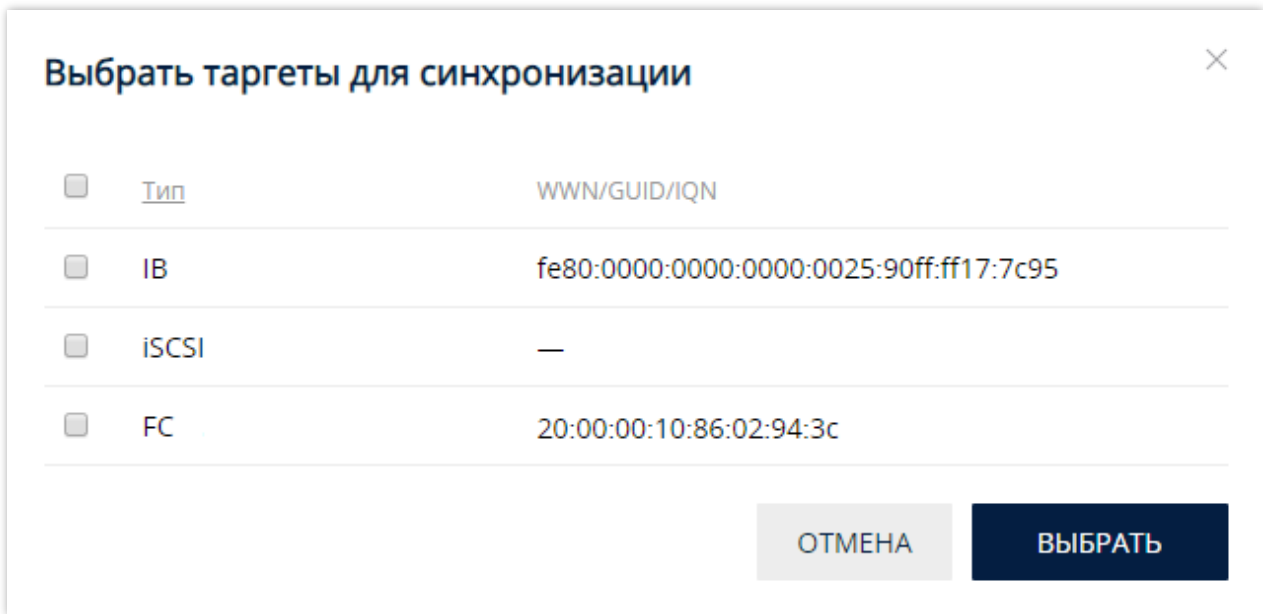 Выбрать таргеты для синхронизации
Тип WWN/GUID/IQN
IB fe80:0000:0000:0000:0025:90ff:ff17:7c95
iSCSI —
FC 20:00:00:10:86:02:94:3c
ОТМЕНА ВЫБРАТЬ